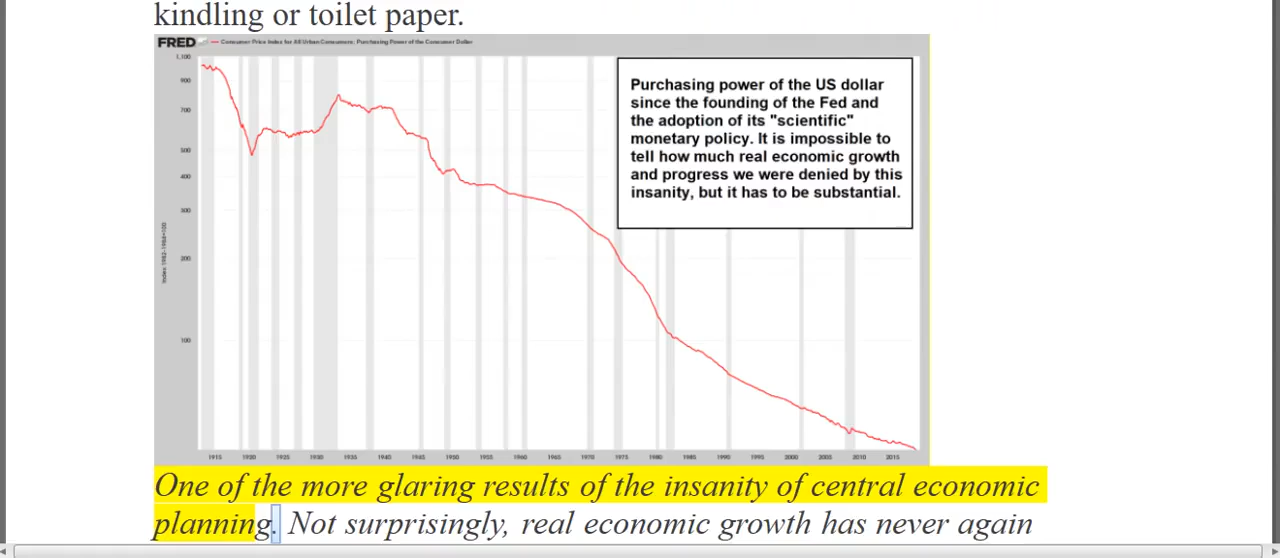 kindling or toilet paper.
FRED — Consumer Price Index for All Urban Consumers: Purchasing Power of the Consumer Dollar
1,100
900
700
500
400
300
200
100
Index 1982-1984=100
Purchasing power of the US dollar
since the founding of the Fed and
the adoption of its "scientific"
monetary policy. It is impossible to
tell how much real economic growth
and progress we were denied by this
insanity, but it has to be substantial.
1915 1920 1925 1930 1935 1940 1945 1950 1955 1960 1965 1970 1975 1980 1985 1990 1995 2000 2005 2010 2015
One of the more glaring results of the insanity of central economic
planning. Not surprisingly, real economic growth has never again